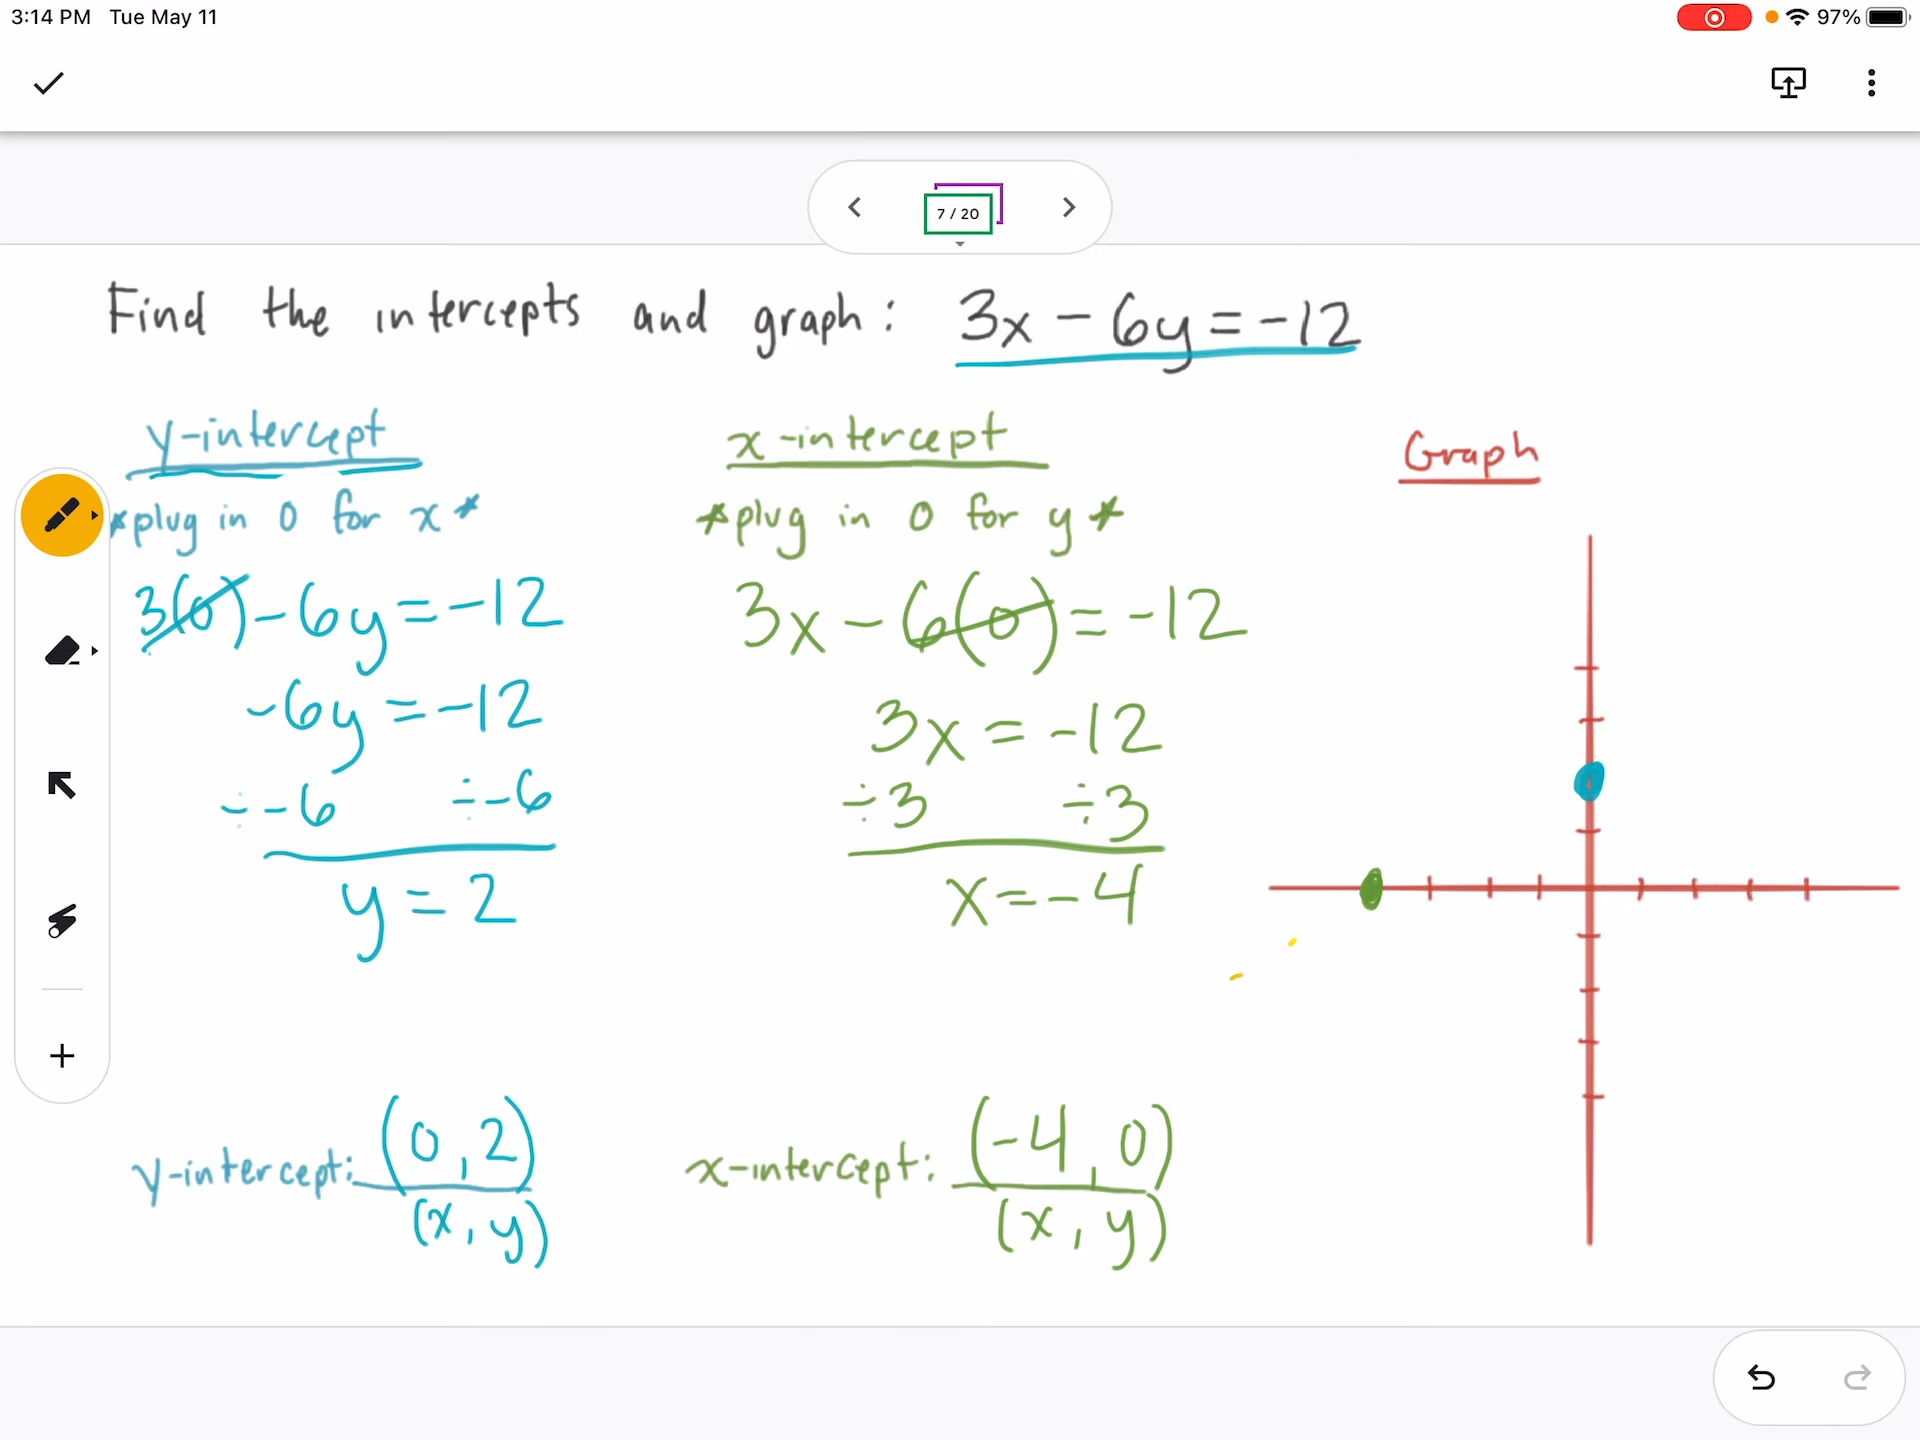 3:14 PM Tue May 11
97%
7 / 20
Find the intercepts and graph: 3x - 6y = -12
y-intercept
*plug in 0 for x*
3(0) - 6y = -12
-6y = -12
÷-6 ÷-6
y = 2
y-intercept: (0, 2)
(x, y)
x-intercept
*plug in 0 for y*
3x - 6(0) = -12
3x = -12
÷3 ÷3
x = -4
x-intercept: (-4, 0)
(x, y)
Graph